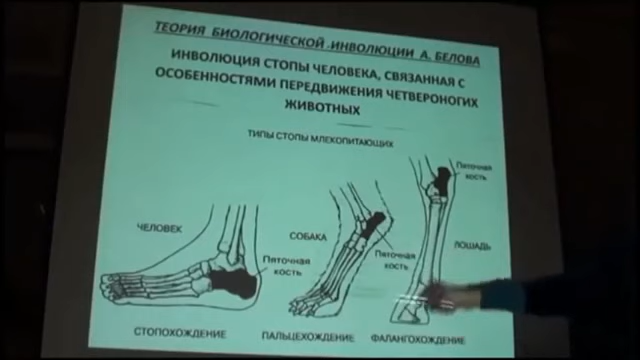 ТЕОРИЯ БИОЛОГИЧЕСКОЙ ИНВОЛЮЦИИ А. БЕЛОВА
ИНВОЛЮЦИЯ СТОПЫ ЧЕЛОВЕКА, СВЯЗАННАЯ С
ОСОБЕННОСТЯМИ ПЕРЕДВИЖЕНИЯ ЧЕТВЕРОНОГИХ
ЖИВОТНЫХ
ТИПЫ СТОПЫ МЛЕКОПИТАЮЩИХ
ЧЕЛОВЕК
Пяточная
кость
СТОПОХОЖДЕНИЕ
СОБАКА
Пяточная
кость
ПАЛЬЦЕХОЖДЕНИЕ
Пяточная
кость
ЛОШАДЬ
ФАЛАНГОХОЖДЕНИЕ